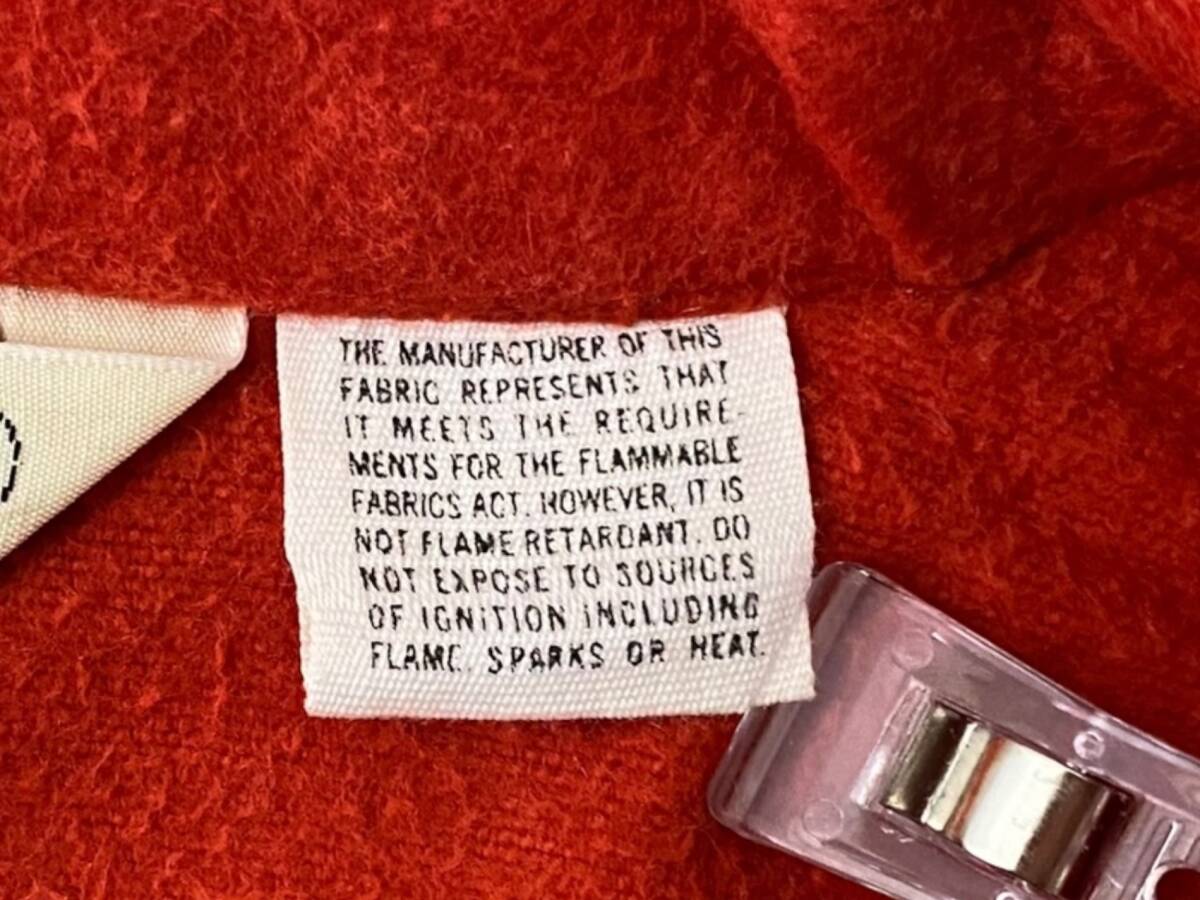 THE MANUFACTURER OF THIS
FABRIC REPRESENTS THAT
IT MEETS THE REQUIRE-
MENTS FOR THE FLAMMABLE
FABRICS ACT. HOWEVER, IT IS
NOT FLAME RETARDANT. DO
NOT EXPOSE TO SOURCES
OF IGNITION INCLUDING
FLAME. SPARKS OR HEAT.